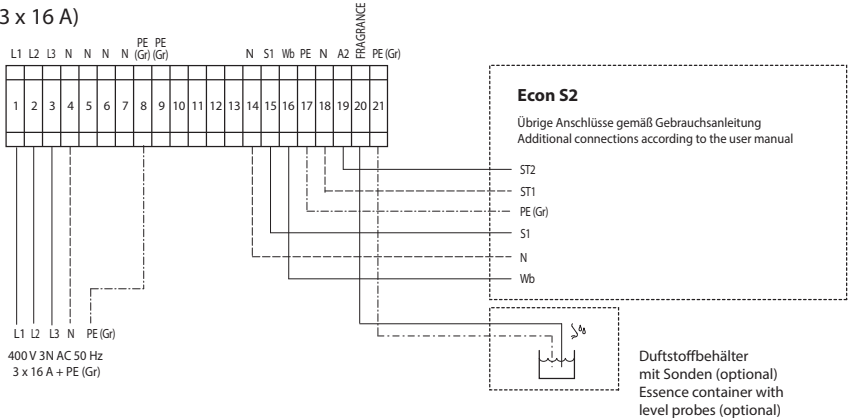 3 x 16 A)
FRAGRANCE
PE PE
L1 L2 L3 N N N N (Gr) (Gr) N S1 Wb PE N A2 PE (Gr)
1 2 3 4 5 6 7 8 9 10 11 12 13 14 15 16 17 18 19 20 21
Econ S2
Übrige Anschlüsse gemäß Gebrauchsanleitung
Additional connections according to the user manual
ST2
ST1
PE (Gr)
S1
N
Wb
L1 L2 L3 N PE (Gr)
400 V 3N AC 50 Hz
3 x 16 A + PE (Gr)
Duftstoffbehälter
mit Sonden (optional)
Essence container with
level probes (optional)